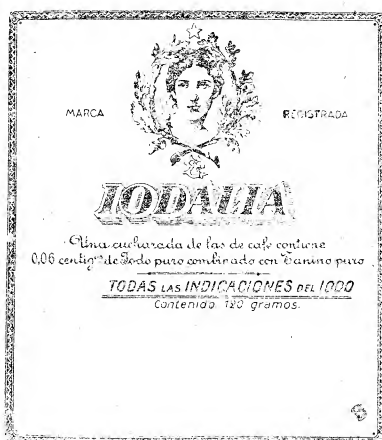 MARCA REGISTRADA
IODALIA
Una cucharada de las de café contiene
0,06 centigᵒˢ de Iodo puro combinado con Tanino puro
TODAS LAS INDICACIONES DEL IODO
Contenido 120 gramos.